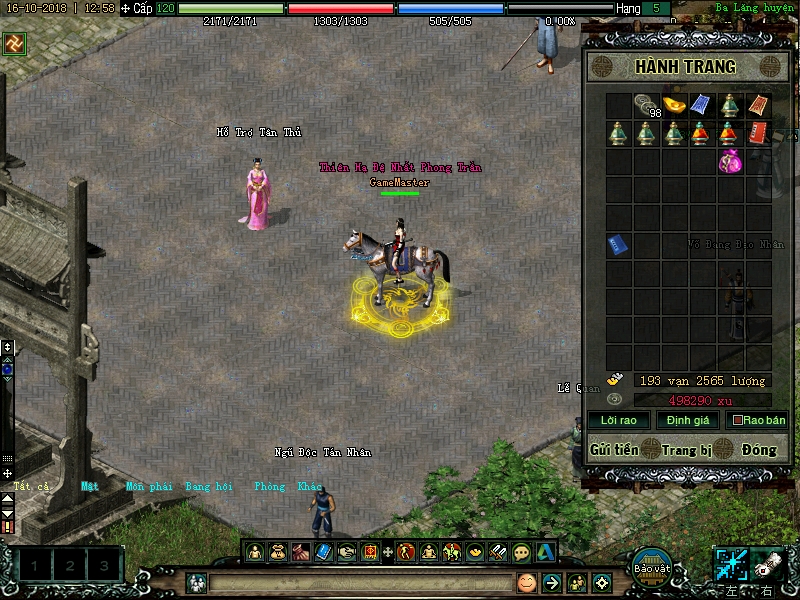 16-10-2018 | 12:58 Cấp 120 Hạng 5 Ba Lăng huyện
2171/2171 1303/1303 505/505 0.00%
HÀNH TRANG
98
Hỗ Trợ Tân Thủ
Thiên Hạ Đệ Nhất Phong Trần
GameMaster
Võ Đang Đạo Nhân
193 vạn 2565 lượng
Lễ Quan
498290 xu
Lời rao Định giá Rao bán
Gửi tiền Trang bị Đóng
Ngũ Độc Tán Nhân
Tất cả Mật Môn phái Bang hội Phòng Khác
1 2 3
Bảo vật
左 右